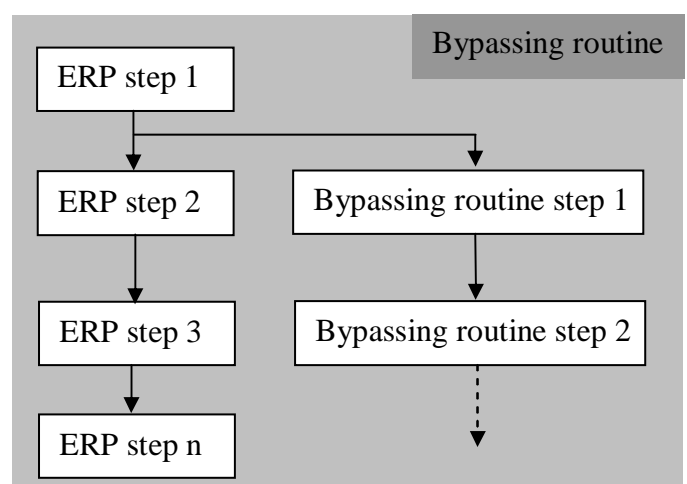 Bypassing routine
ERP step 1
ERP step 2
Bypassing routine step 1
ERP step 3
Bypassing routine step 2
ERP step n